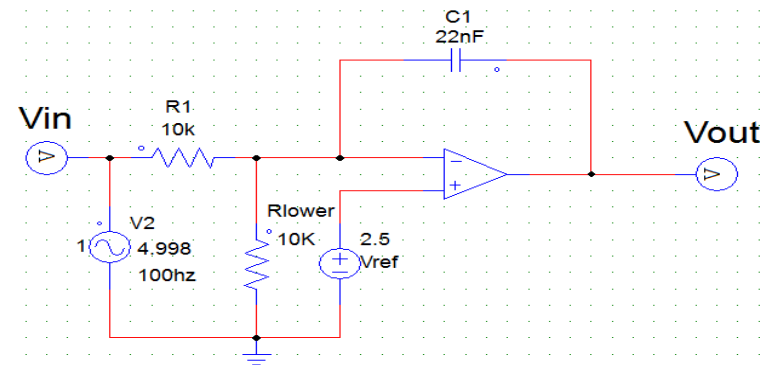 C1
22nF
R1
10k
Vin
V
Vout
V
Rlower
10K
V2
1
4.998
100hz
2.5
Vref